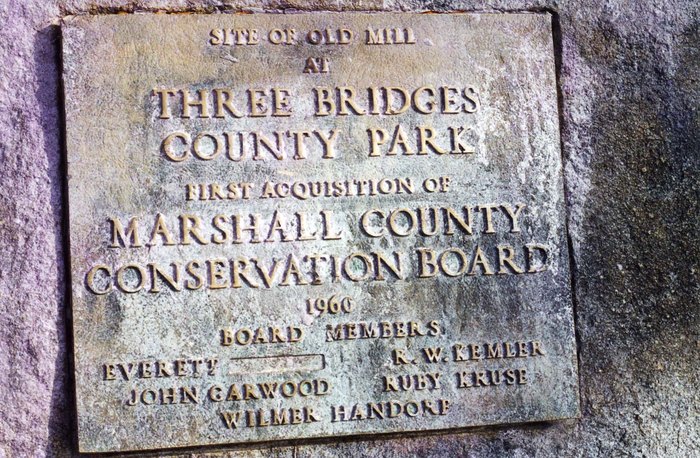 SITE OF OLD MILL
AT
THREE BRIDGES
COUNTY PARK
FIRST ACQUISITION OF
MARSHALL COUNTY
CONSERVATION BOARD
1960
BOARD MEMBERS
EVERETT R. W. KEMLER
JOHN GARWOOD RUBY KRUSE
WILMER HANDORF